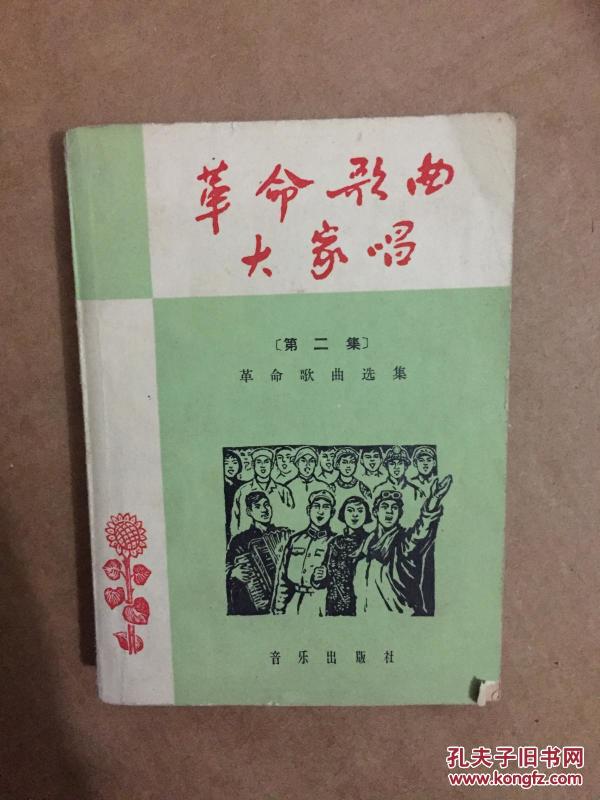 革命歌曲
大家唱
〔第二集〕
革命歌曲选集
音乐出版社
孔夫子旧书网
www.kongfz.com